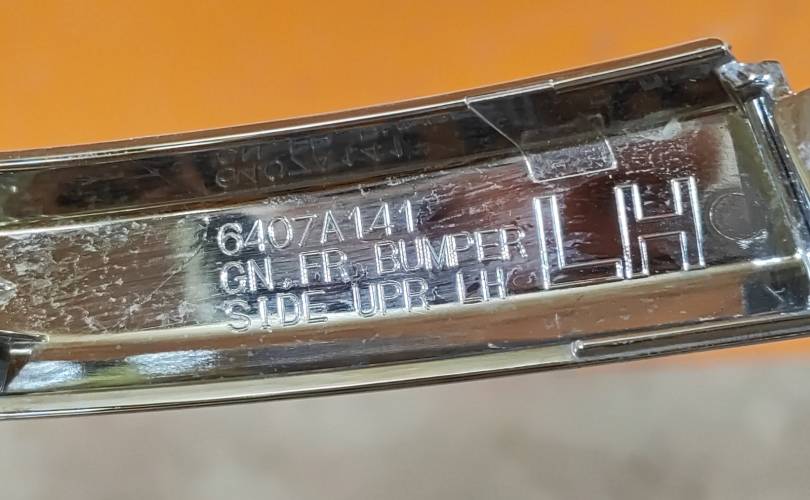 6407A141
GN,FR,BUMPER
SIDE UPR LH
LH